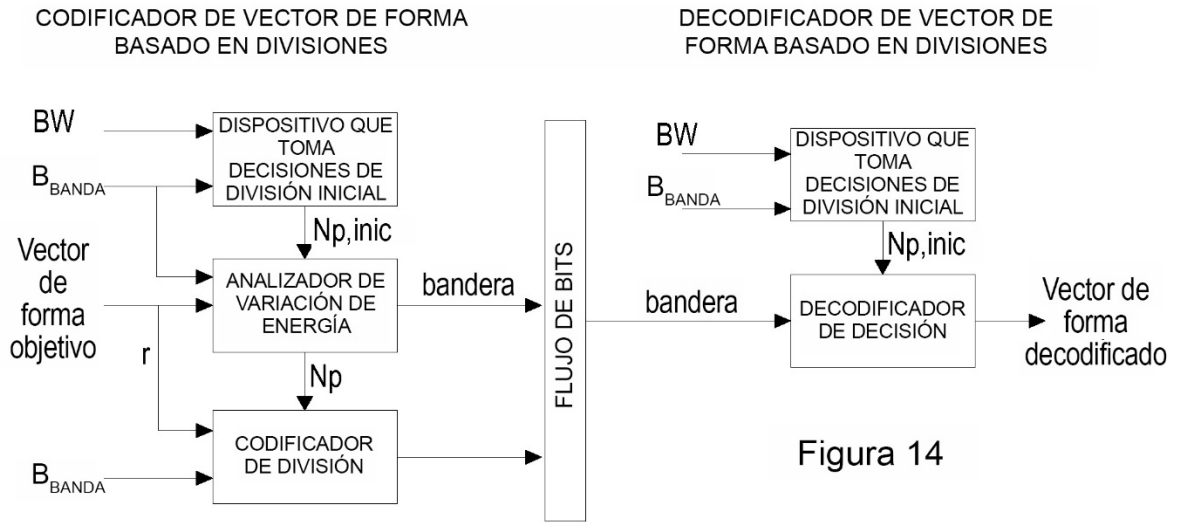 CODIFICADOR DE VECTOR DE FORMA
BASADO EN DIVISIONES
DECODIFICADOR DE VECTOR DE
FORMA BASADO EN DIVISIONES
BW
B_BANDA
DISPOSITIVO QUE
TOMA
DECISIONES DE
DIVISIÓN INICIAL
Np,inic
Vector
de
forma
objetivo
r
ANALIZADOR DE
VARIACIÓN DE
ENERGÍA
bandera
Np
B_BANDA
CODIFICADOR
DE DIVISIÓN
FLUJO DE BITS
BW
B_BANDA
DISPOSITIVO QUE
TOMA
DECISIONES DE
DIVISIÓN INICIAL
Np,inic
bandera
DECODIFICADOR
DE DECISIÓN
Vector de
forma
decodificado
Figura 14